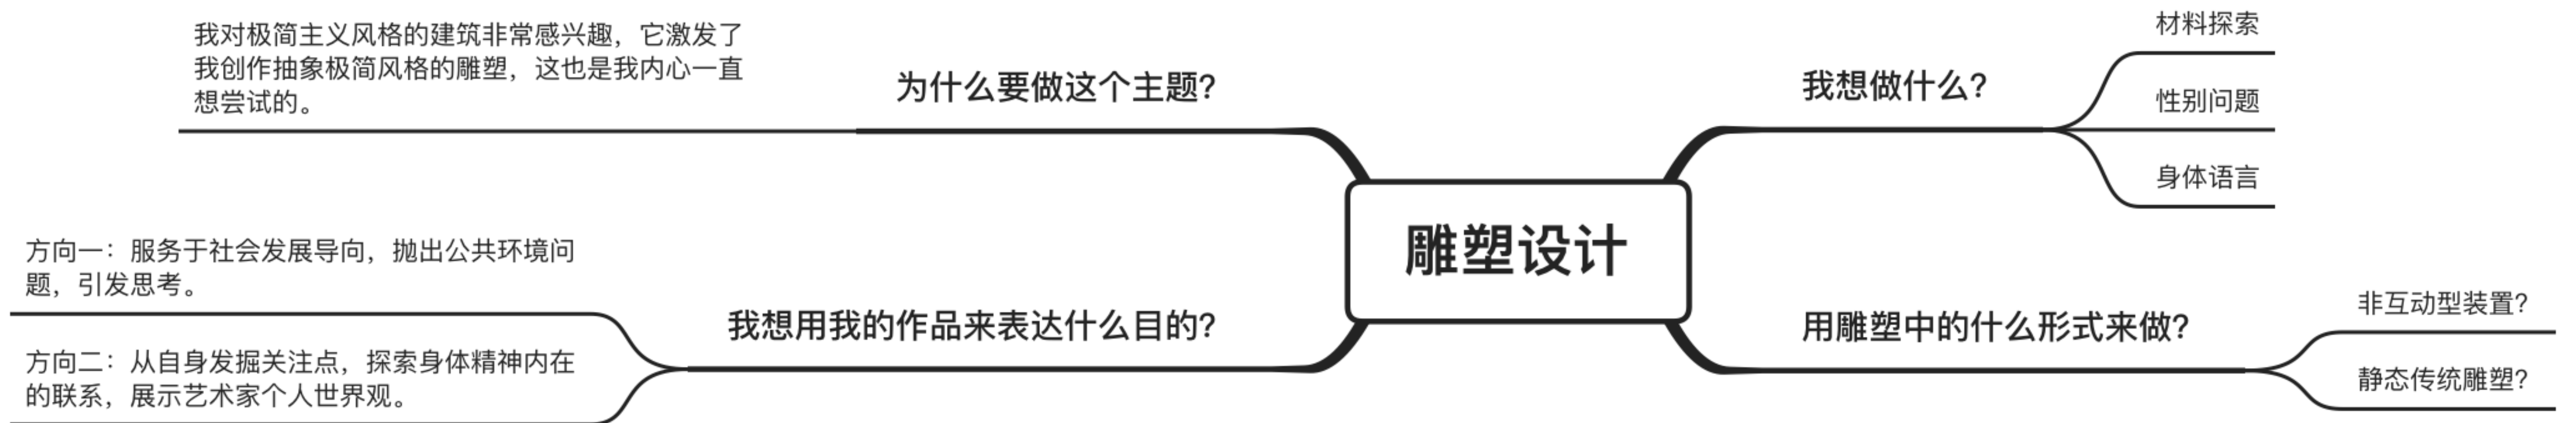 我对极简主义风格的建筑非常感兴趣，它激发了
我创作抽象极简风格的雕塑，这也是我内心一直
想尝试的。
为什么要做这个主题?
方向一：服务于社会发展导向，抛出公共环境问
题，引发思考。
方向二：从自身发掘关注点，探索身体精神内在
的联系，展示艺术家个人世界观。
我想用我的作品来表达什么目的?
雕塑设计
我想做什么?
材料探索
性别问题
身体语言
用雕塑中的什么形式来做?
非互动型装置?
静态传统雕塑?